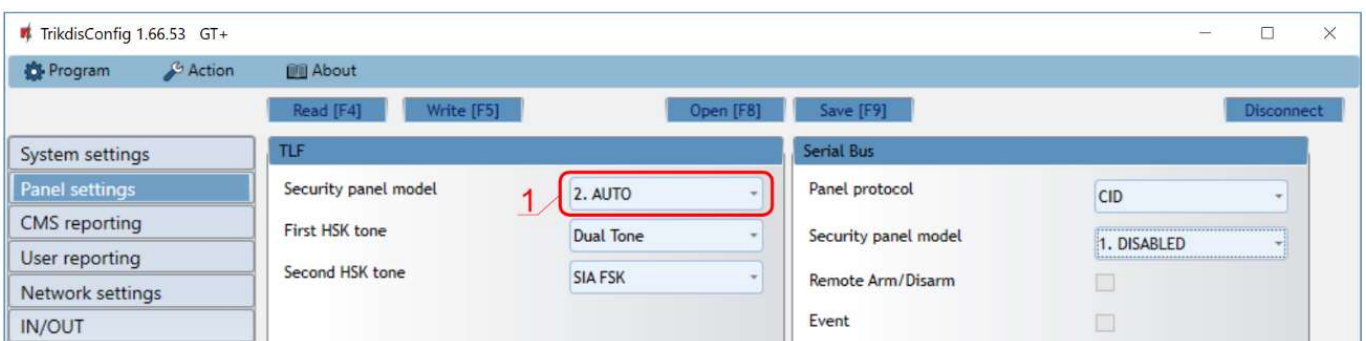 TrikdisConfig 1.66.53 GT+
Program Action About
Read [F4] Write [F5] Open [F8] Save [F9] Disconnect
System settings
Panel settings
CMS reporting
User reporting
Network settings
IN/OUT
TLF
Security panel model 2. AUTO
1
First HSK tone Dual Tone
Second HSK tone SIA FSK
Serial Bus
Panel protocol CID
Security panel model 1. DISABLED
Remote Arm/Disarm
Event